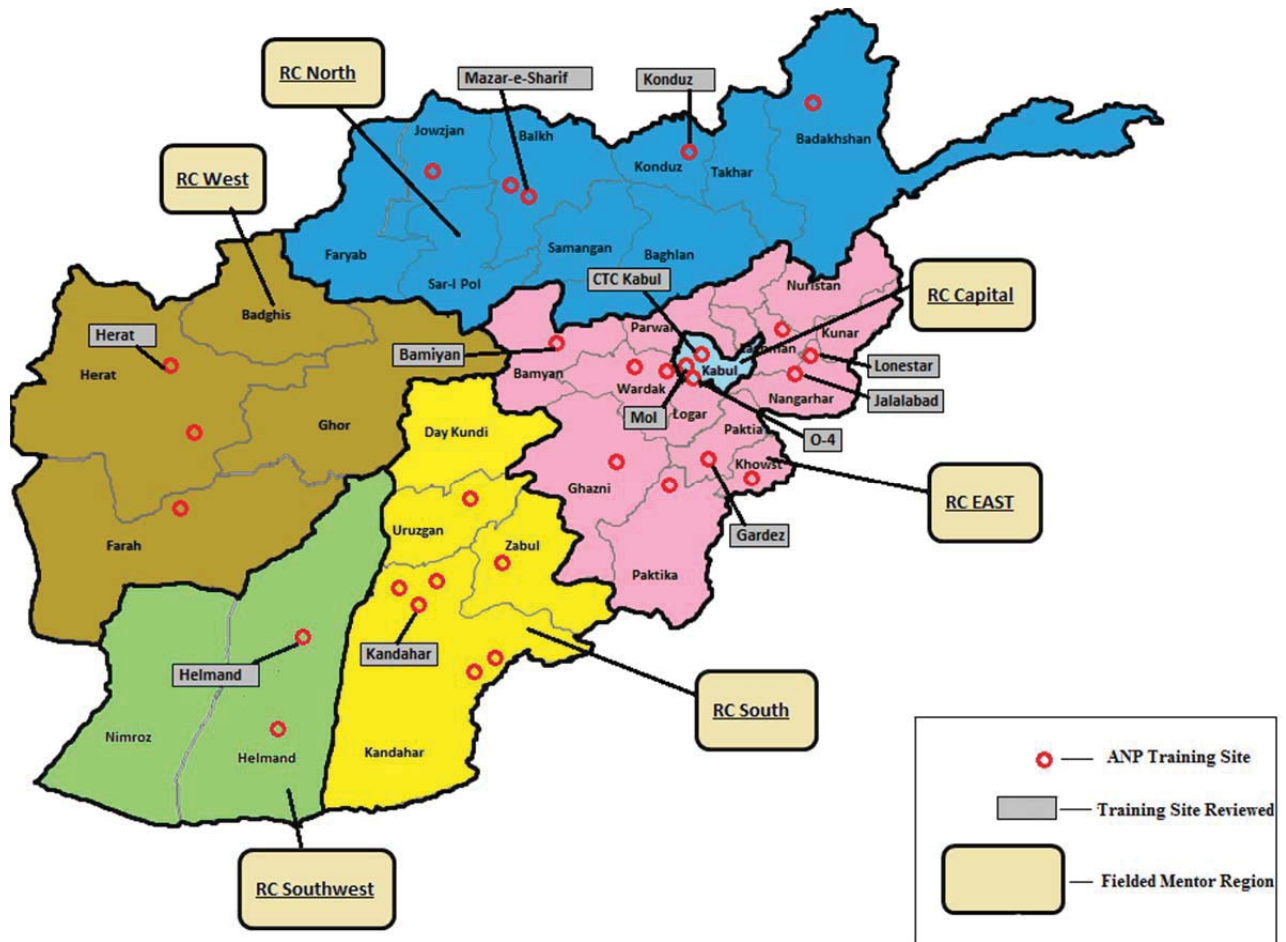 RC North
Mazar-e-Sharif
Konduz
Jowzjan
Balkh
Badakhshan
Konduz
Takhar
RC West
Faryab
Samangan
Baghlan
Sar-I Pol
CTC Kabul
Nuristan
RC Capital
Badghis
Herat
Parwan
Kunar
Herat
Bamiyan
Bamyan
Kabul
Lonestar
Wardak
Nangarhar
Jalalabad
Mol
Logar
Ghor
Day Kundi
Paktia
O-4
Khowst
Ghazni
RC EAST
Uruzgan
Gardez
Farah
Zabul
Paktika
Kandahar
Helmand
RC South
Nimroz
Helmand
Kandahar
RC Southwest
ANP Training Site
Training Site Reviewed
Fielded Mentor Region